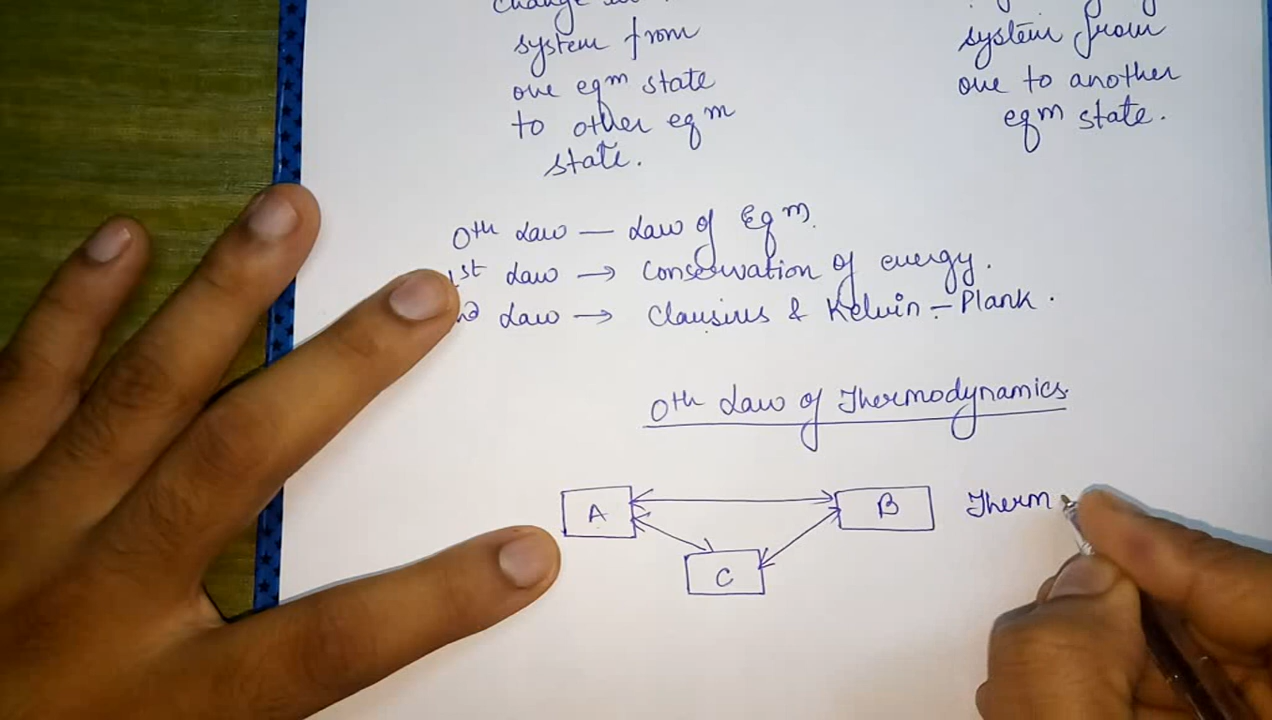 change
system from
one eqm state
to other eqm
state.
system from
one to another
eqm state.
0th Law — Law of Eqm.
1st Law → Conservation of energy.
Law → Clausius & Kelvin-Plank.
0th Law of Thermodynamics
A
B
Therm
C